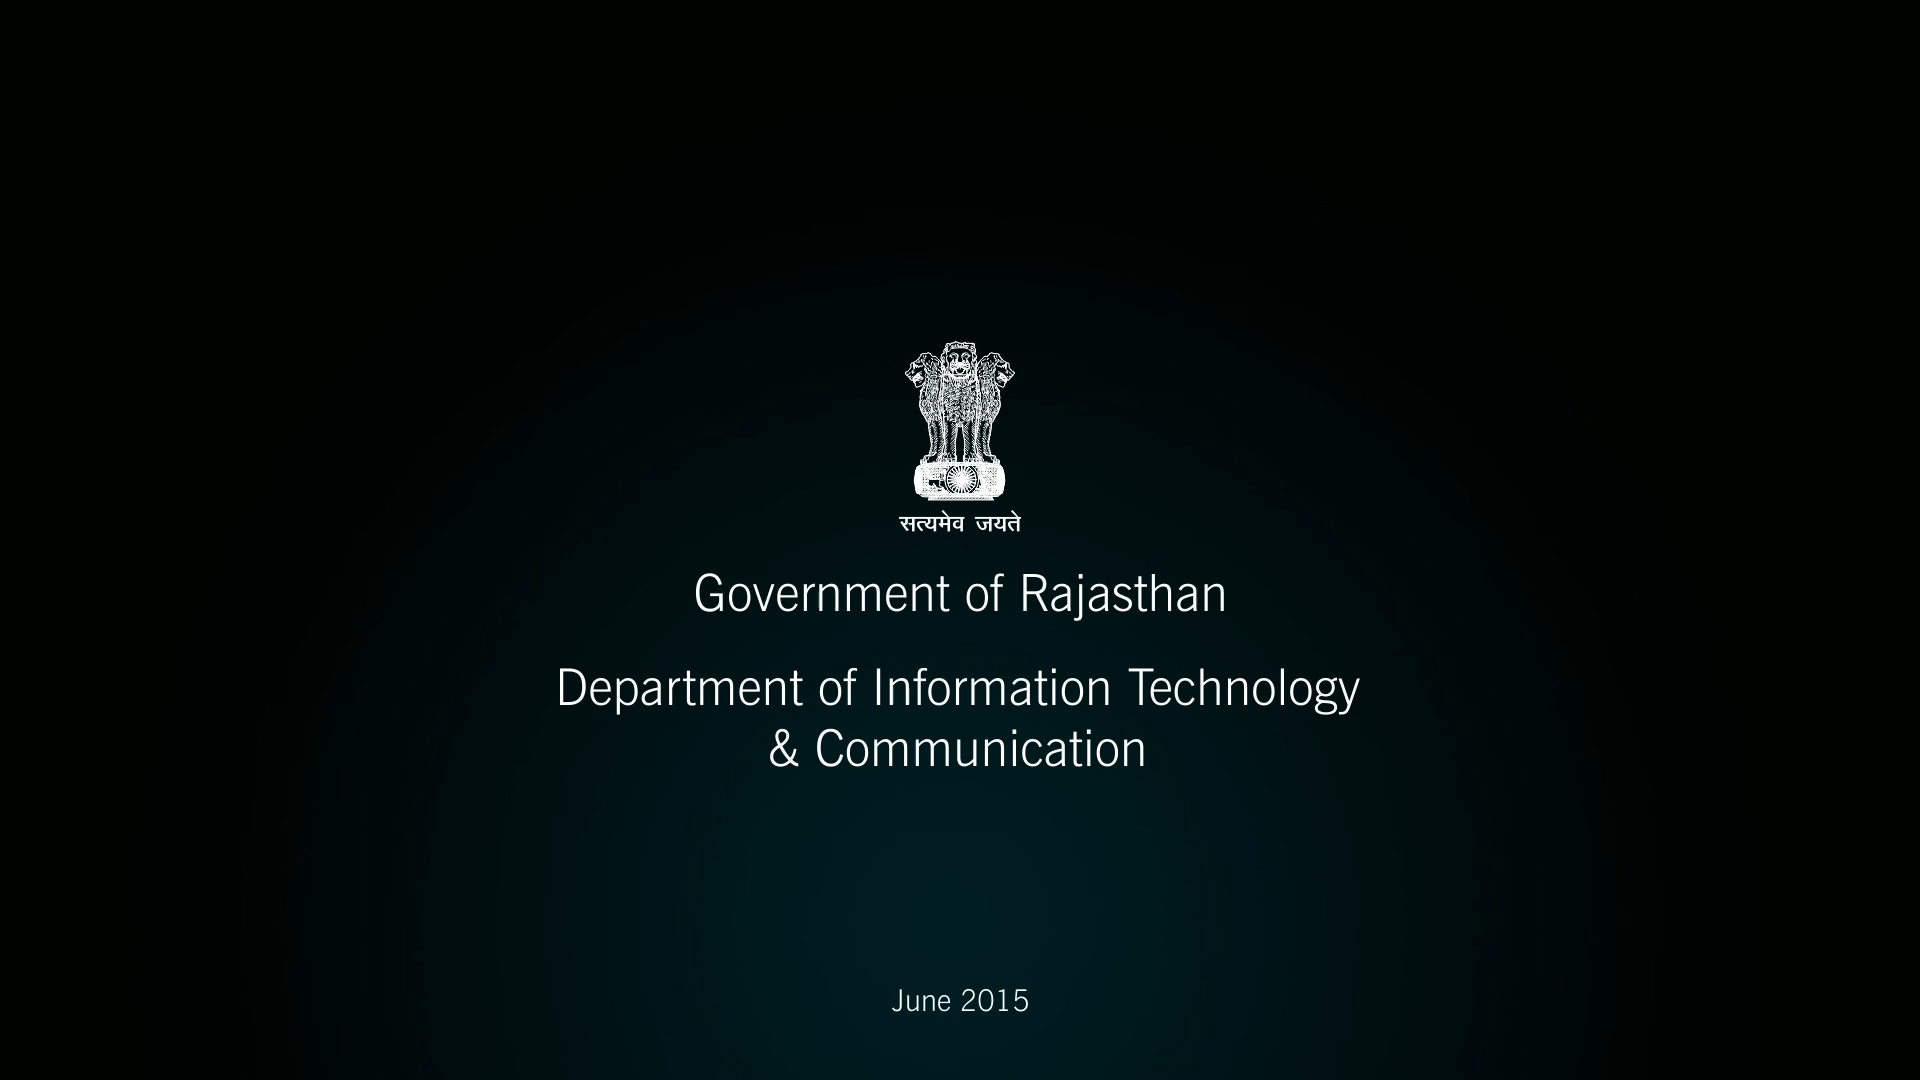 सत्यमेव जयते
Government of Rajasthan
Department of Information Technology
& Communication
June 2015